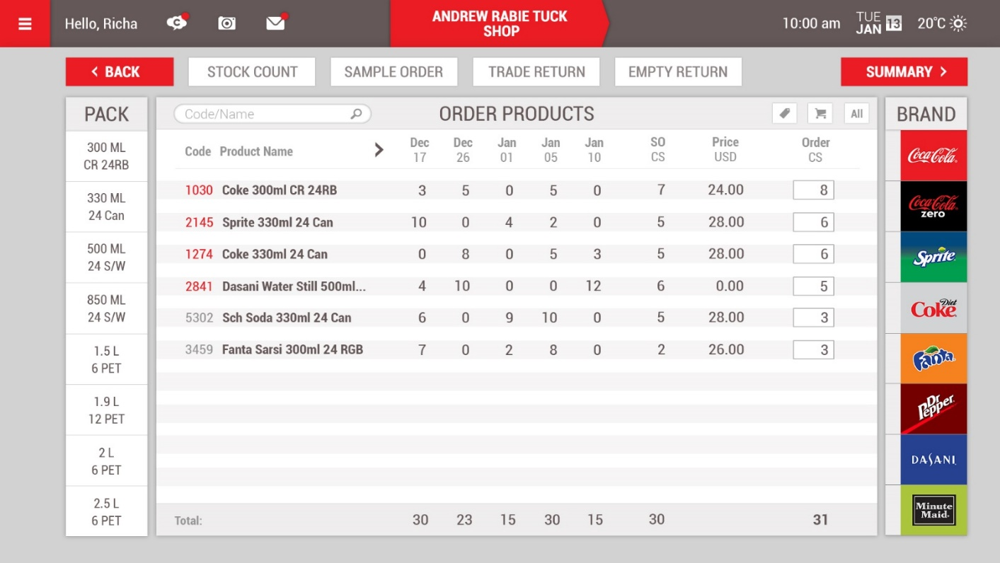 Hello, Richa
ANDREW RABIE TUCK
SHOP
10:00 am
TUE
JAN 13
20°C
< BACK
STOCK COUNT
SAMPLE ORDER
TRADE RETURN
EMPTY RETURN
SUMMARY >
PACK
300 ML
CR 24RB
330 ML
24 Can
500 ML
24 S/W
850 ML
24 S/W
1.5 L
6 PET
1.9 L
12 PET
2 L
6 PET
2.5 L
6 PET
Code/Name
ORDER PRODUCTS
All
Code Product Name > Dec 17 Dec 26 Jan 01 Jan 05 Jan 10 SO CS Price USD Order CS
1030 Coke 300ml CR 24RB 3 5 0 5 0 7 24.00 8
2145 Sprite 330ml 24 Can 10 0 4 2 0 5 28.00 6
1274 Coke 330ml 24 Can 0 8 0 5 3 5 28.00 6
2841 Dasani Water Still 500ml... 4 10 0 0 12 6 0.00 5
5302 Sch Soda 330ml 24 Can 6 0 9 10 0 5 28.00 3
3459 Fanta Sarsi 300ml 24 RGB 7 0 2 8 0 2 26.00 3
Total: 30 23 15 30 15 30 31
BRAND
Coca-Cola
Coca-Cola
zero
Sprite
Diet
Coke
Fanta
Dr
Pepper
DASANI
Minute
Maid